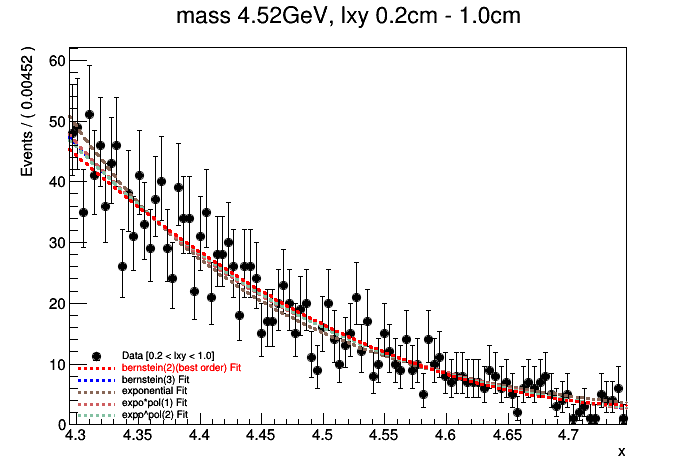 mass 4.52GeV, lxy 0.2cm - 1.0cm
Events / ( 0.00452 )
60
50
40
30
20
10
0
Data [0.2 < lxy < 1.0]
bernstein(2)(best order) Fit
bernstein(3) Fit
exponential Fit
expo^pol(1) Fit
expo^pol(2) Fit
4.3 4.35 4.4 4.45 4.5 4.55 4.6 4.65 4.7
x